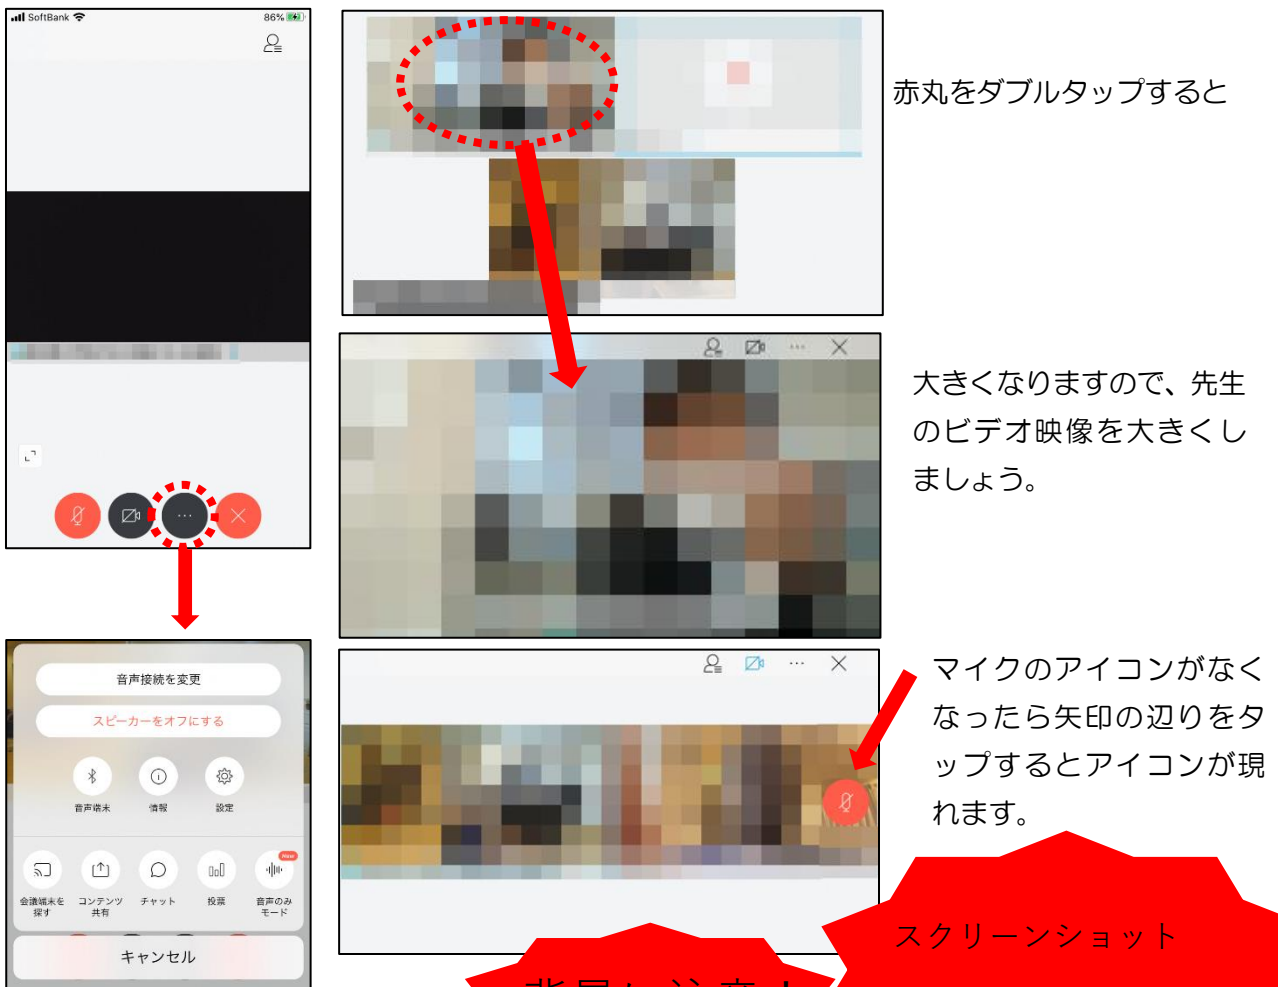 SoftBank
86%
赤丸をダブルタップすると
大きくなりますので、先生
のビデオ映像を大きくし
ましょう。
音声接続を変更
スピーカーをオフにする
音声端末
情報
設定
New
会議端末を
探す
コンテンツ
共有
チャット
投票
音声のみ
モード
キャンセル
マイクのアイコンがなく
なったら矢印の辺りをタ
ップするとアイコンが現
れます。
スクリーンショット
背景に注意！